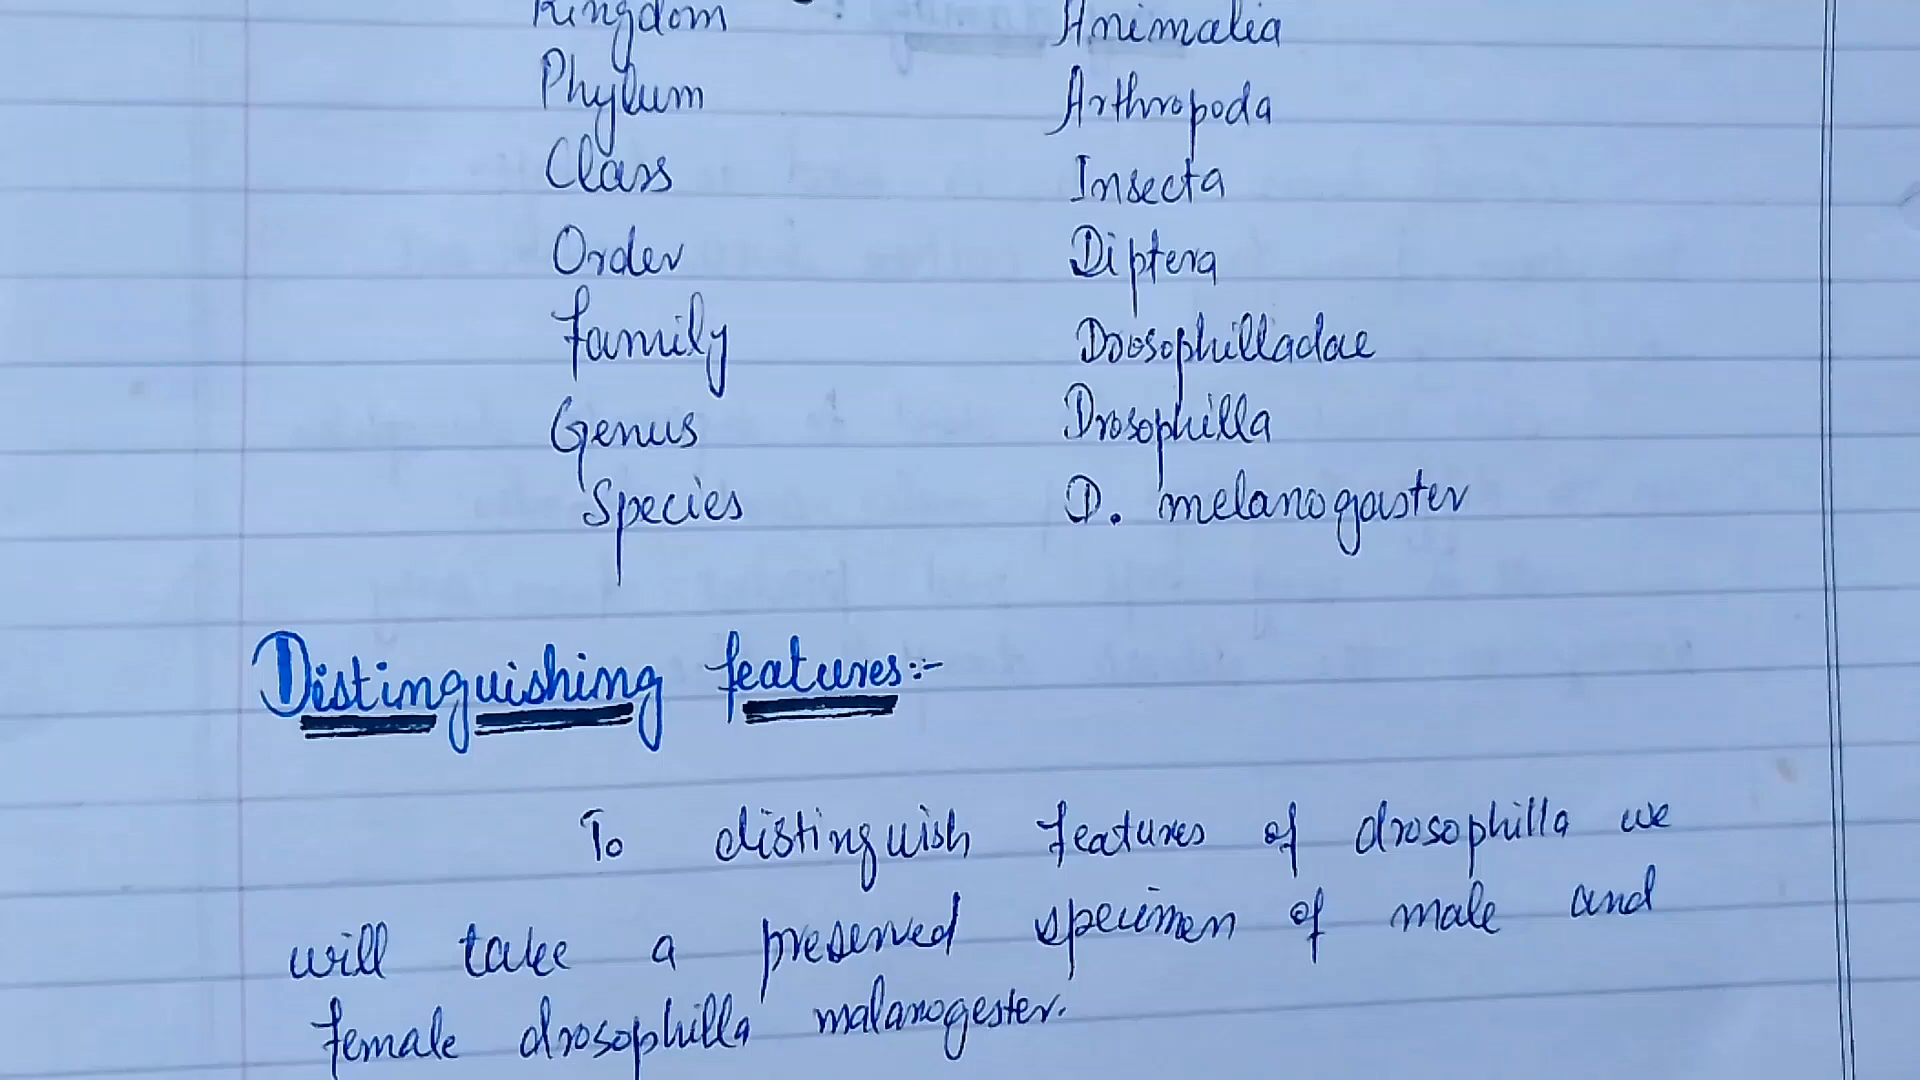 Kingdom Animalia
Phylum Arthropoda
Class Insecta
Order Diptera
Family Drosophilladae
Genus Drosophilla
Species D. melanogaster
Distinguishing features:-
To distinguish features of drosophilla we
will take a preserved specimen of male and
female drosophilla malanogester.